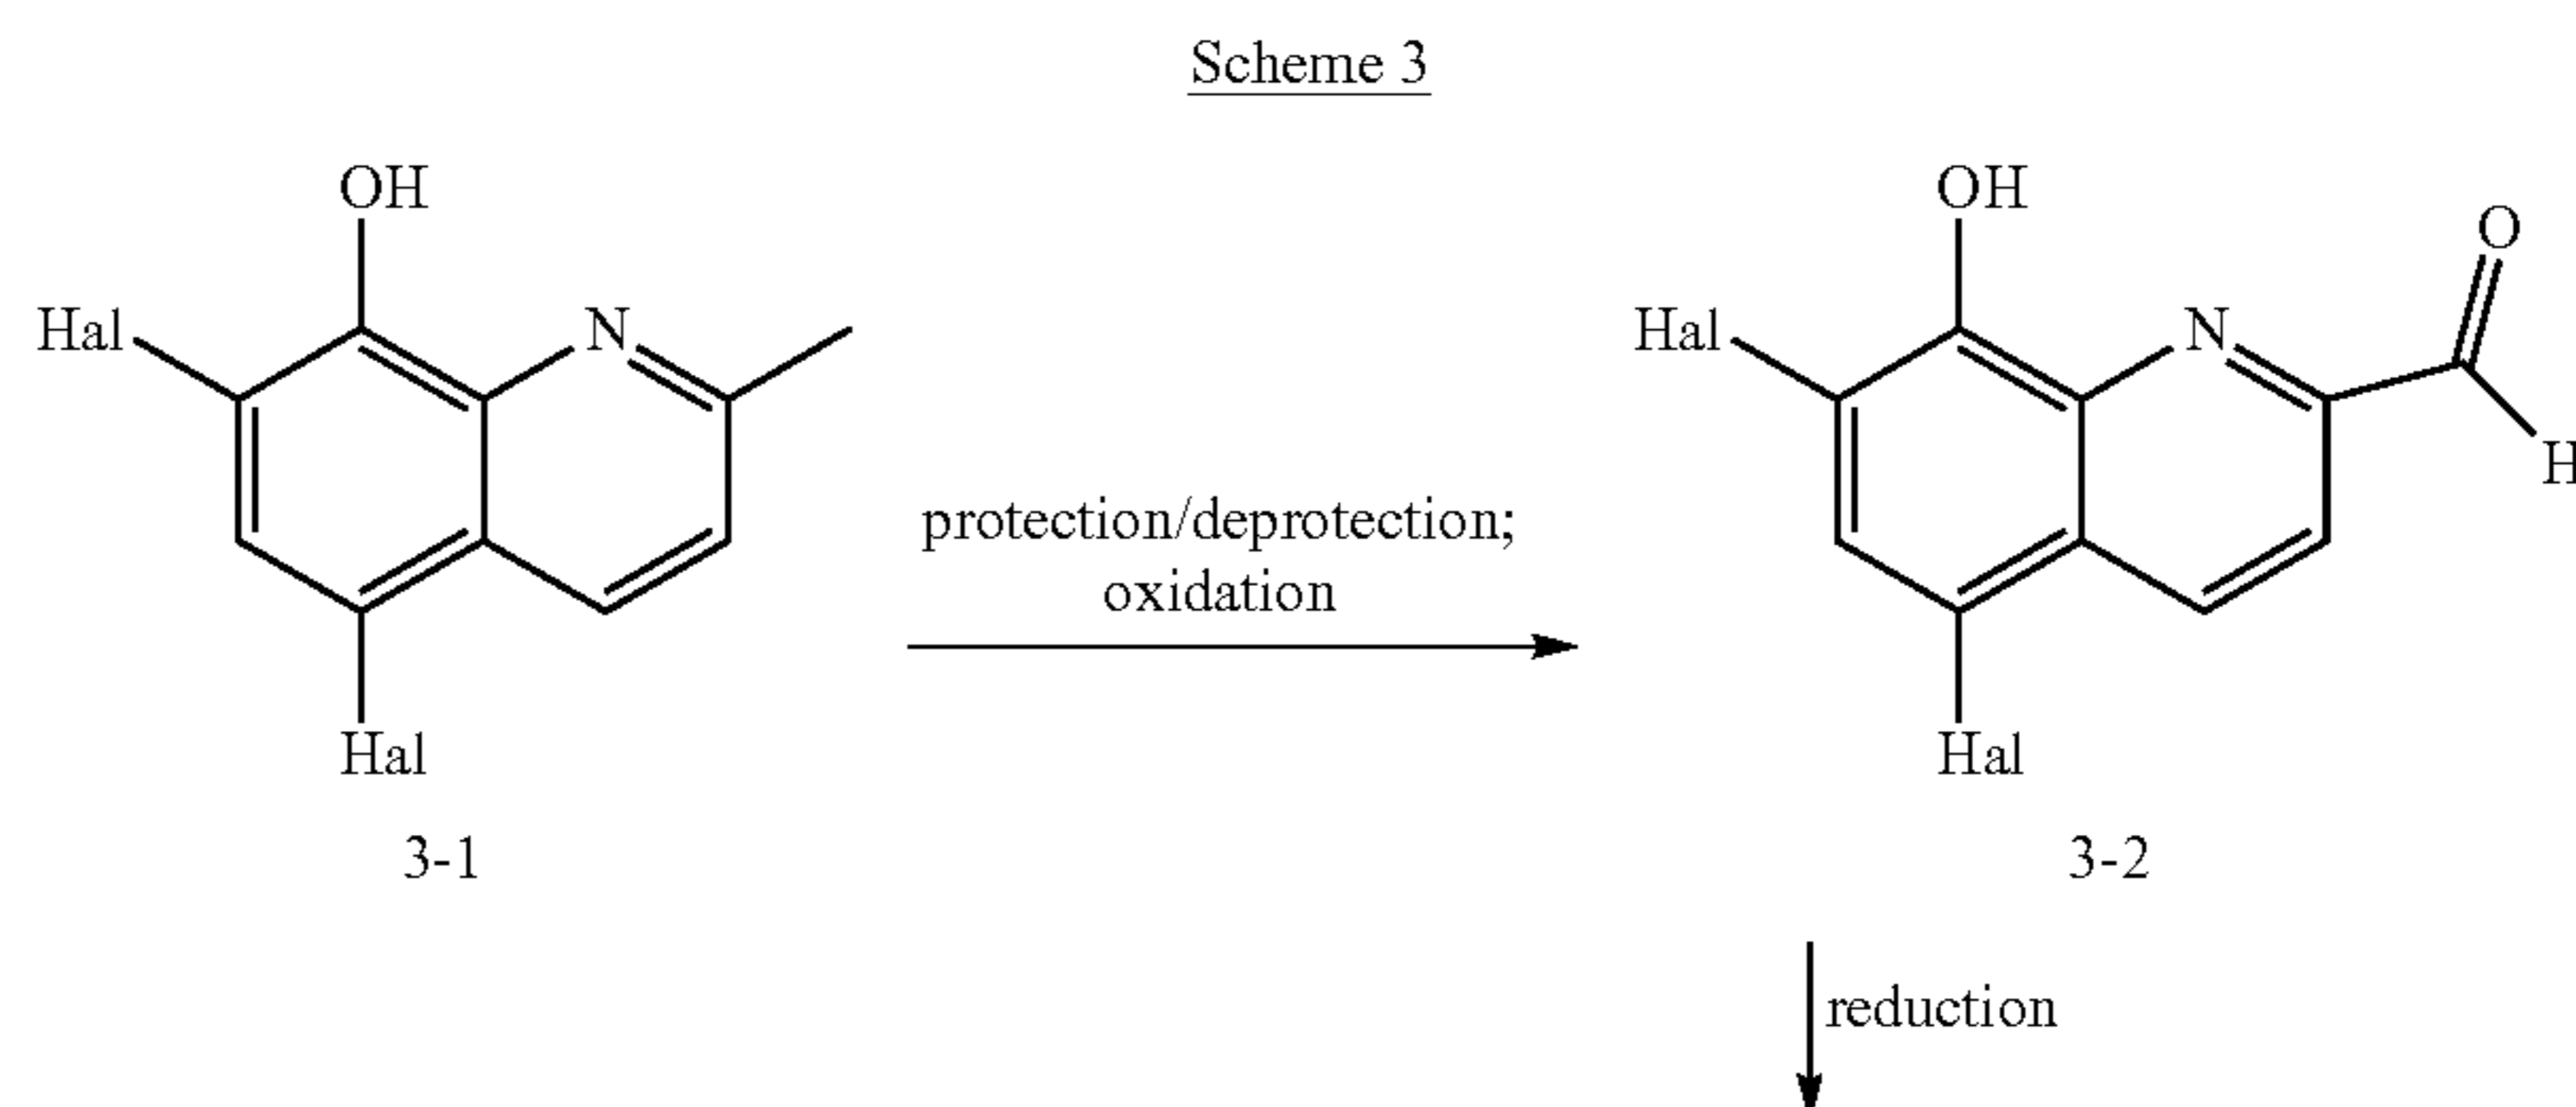 Scheme 3
OH
OH
O
Hal
N
Hal
N
H
protection/deprotection;
oxidation
Hal
Hal
3-1
3-2
reduction